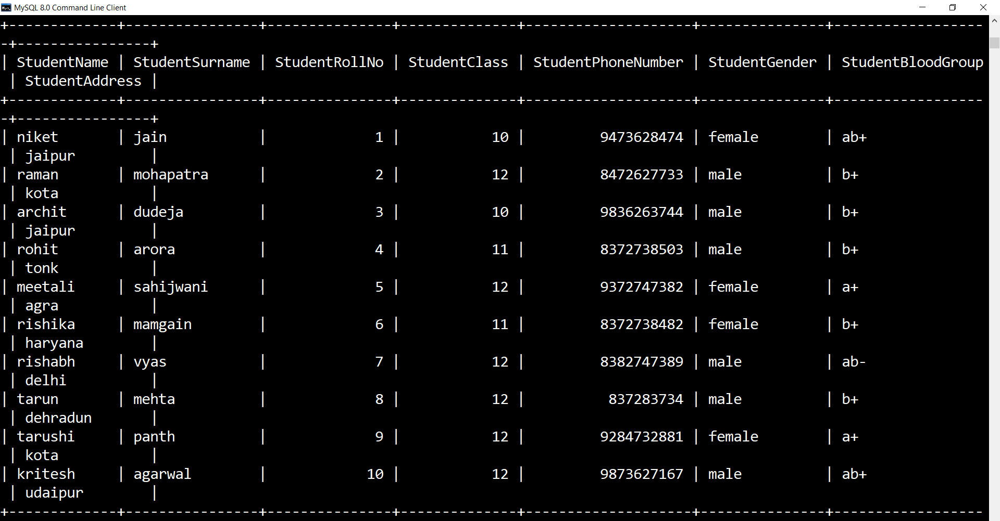 MySQL 8.0 Command Line Client
+-------------+----------------+---------------+--------------+--------------------+---------------+------------------
-+----------------+
| StudentName | StudentSurname | StudentRollNo | StudentClass | StudentPhoneNumber | StudentGender | StudentBloodGroup
 | StudentAddress |
+-------------+----------------+---------------+--------------+--------------------+---------------+------------------
-+----------------+
| niket       | jain           |             1 |           10 |         9473628474 | female        | ab+
 | jaipur         |
| raman       | mohapatra      |             2 |           12 |         8472627733 | male          | b+
 | kota           |
| archit      | dudeja         |             3 |           10 |         9836263744 | male          | b+
 | jaipur         |
| rohit       | arora          |             4 |           11 |         8372738503 | male          | b+
 | tonk           |
| meetali     | sahijwani      |             5 |           12 |         9372747382 | female        | a+
 | agra           |
| rishika     | mamgain        |             6 |           11 |         8372738482 | female        | b+
 | haryana        |
| rishabh     | vyas           |             7 |           12 |         8382747389 | male          | ab-
 | delhi          |
| tarun       | mehta          |             8 |           12 |          837283734 | male          | b+
 | dehradun       |
| tarushi     | panth          |             9 |           12 |         9284732881 | female        | a+
 | kota           |
| kritesh     | agarwal        |            10 |           12 |         9873627167 | male          | ab+
 | udaipur        |
+-------------+----------------+---------------+--------------+--------------------+---------------+------------------